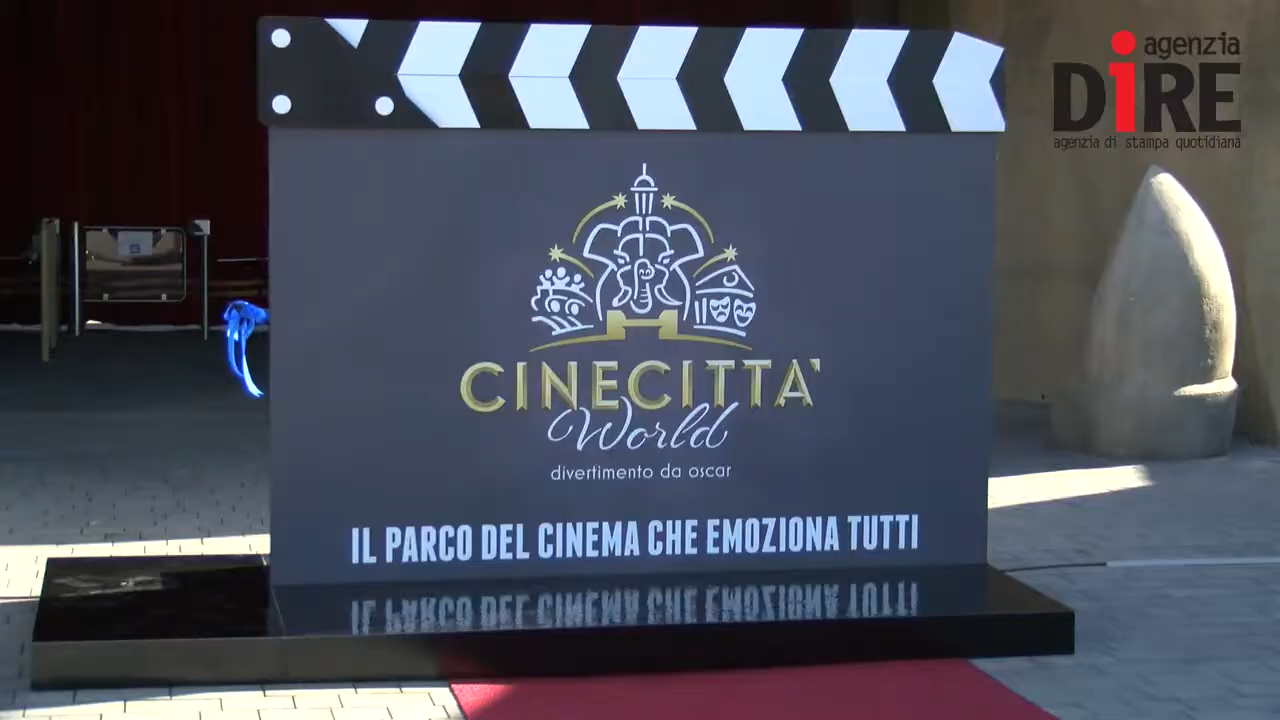 agenzia
DiRE
agenzia di stampa quotidiana
CINECITTA'
World
divertimento da oscar
IL PARCO DEL CINEMA CHE EMOZIONA TUTTI